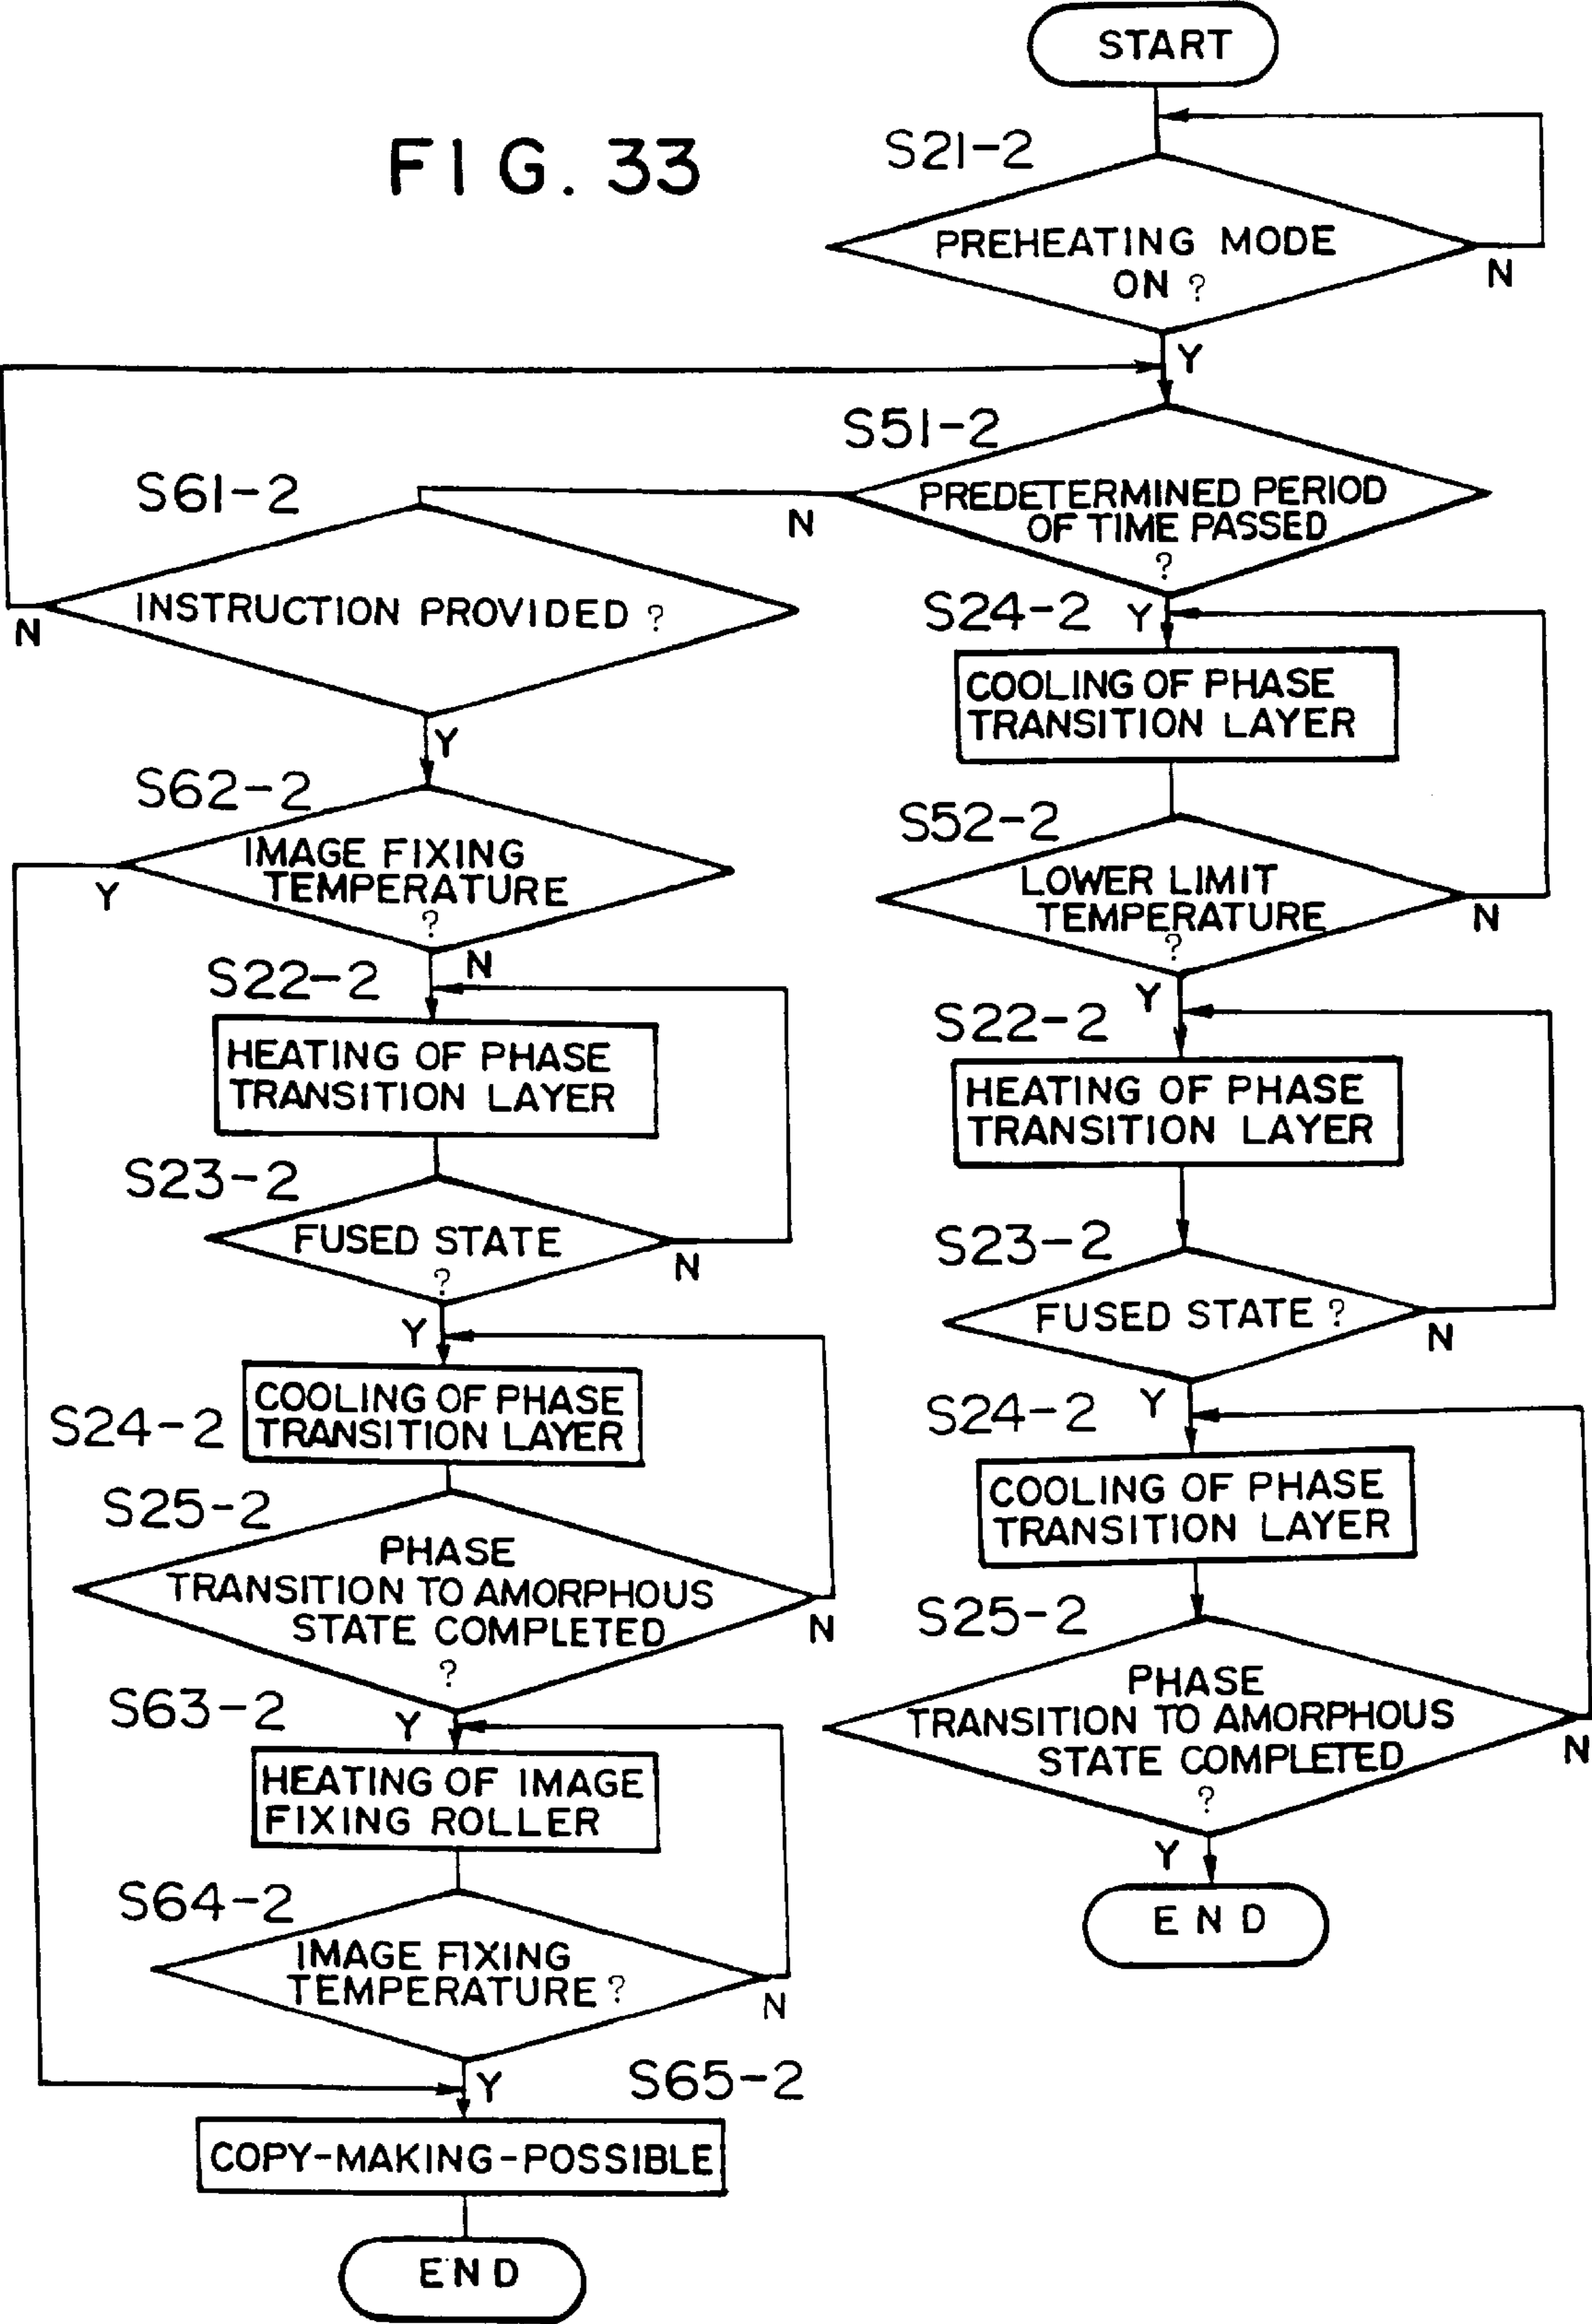 START
FIG. 33
S21-2
PREHEATING MODE
ON ?
N
Y
S51-2
PREDETERMINED PERIOD
OF TIME PASSED
?
N
Y
S61-2
INSTRUCTION PROVIDED ?
N
Y
S62-2
IMAGE FIXING
TEMPERATURE
?
Y
N
S22-2
HEATING OF PHASE
TRANSITION LAYER
S23-2
FUSED STATE
?
N
Y
S24-2
COOLING OF PHASE
TRANSITION LAYER
S25-2
PHASE
TRANSITION TO AMORPHOUS
STATE COMPLETED
?
N
Y
S63-2
HEATING OF IMAGE
FIXING ROLLER
S64-2
IMAGE FIXING
TEMPERATURE ?
N
Y
S65-2
COPY-MAKING-POSSIBLE
END
S24-2
COOLING OF PHASE
TRANSITION LAYER
S52-2
LOWER LIMIT
TEMPERATURE
?
N
Y
S22-2
HEATING OF PHASE
TRANSITION LAYER
S23-2
FUSED STATE ?
N
Y
S24-2
COOLING OF PHASE
TRANSITION LAYER
S25-2
PHASE
TRANSITION TO AMORPHOUS
STATE COMPLETED
?
N
Y
END